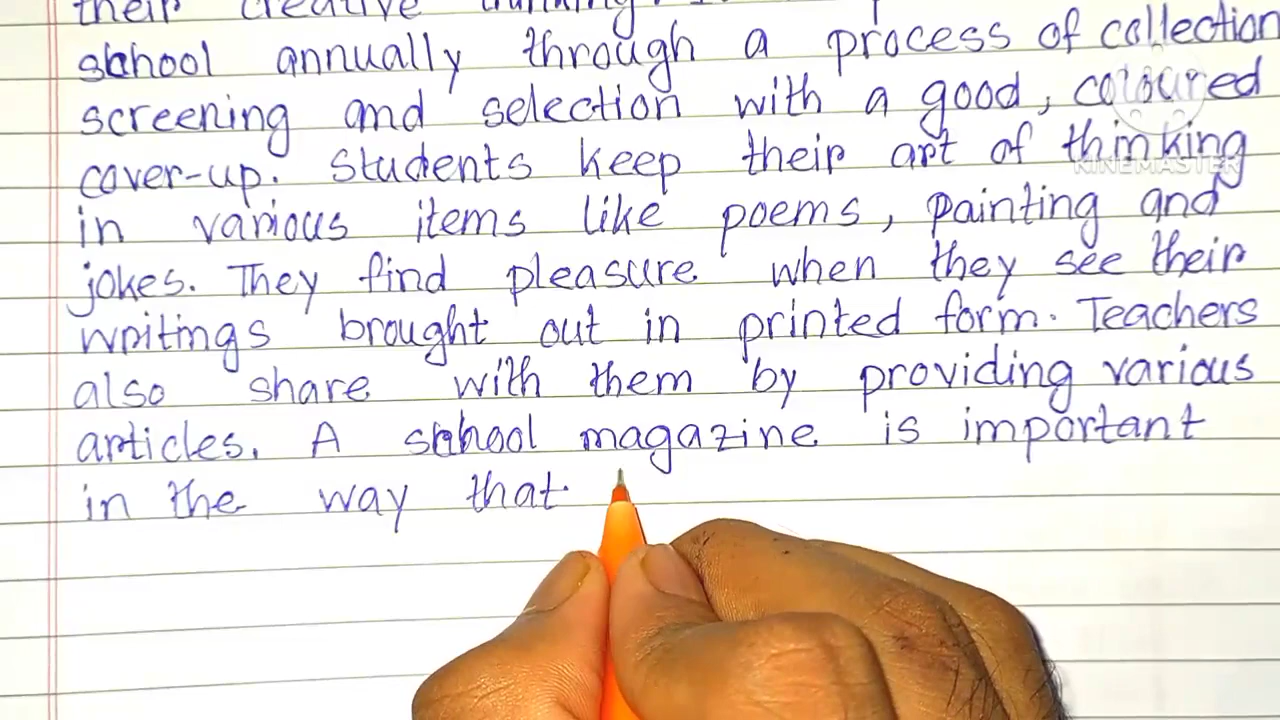 their creative
school annually through a process of collection
screening and selection with a good, coloured
cover-up. Students keep their art of thinking
KINEMASTER
in various items like poems, painting and
jokes. They find pleasure when they see their
writings brought out in printed form. Teachers
also share with them by providing various
articles. A school magazine is important
in the way that